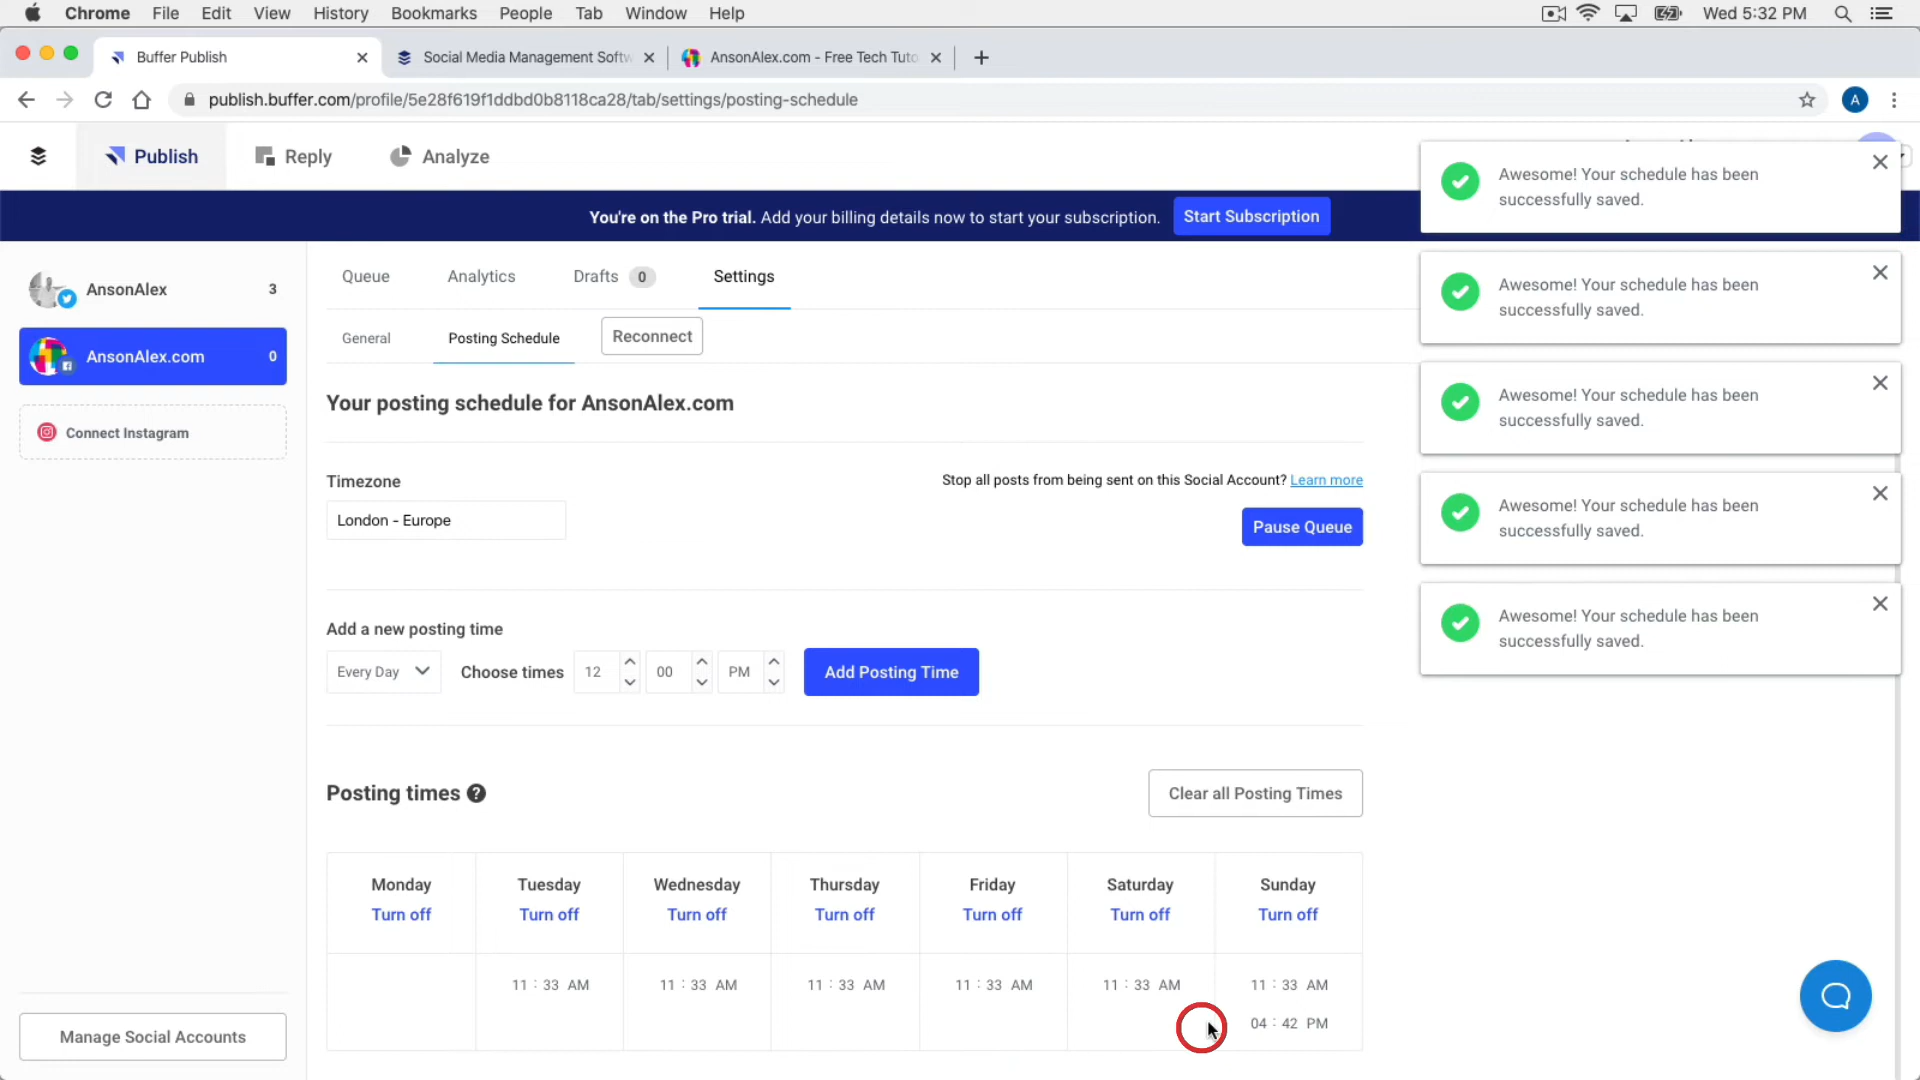 Chrome File Edit View History Bookmarks People Tab Window Help Wed 5:32 PM
Buffer Publish Social Media Management Softw AnsonAlex.com - Free Tech Tuto
publish.buffer.com/profile/5e28f619f1ddbd0b8118ca28/tab/settings/posting-schedule A
Publish Reply Analyze
You're on the Pro trial. Add your billing details now to start your subscription. Start Subscription
Awesome! Your schedule has been
successfully saved.
Awesome! Your schedule has been
successfully saved.
Awesome! Your schedule has been
successfully saved.
Awesome! Your schedule has been
successfully saved.
Awesome! Your schedule has been
successfully saved.
AnsonAlex 3
AnsonAlex.com 0
Connect Instagram
Manage Social Accounts
Queue Analytics Drafts 0 Settings
General Posting Schedule Reconnect
Your posting schedule for AnsonAlex.com
Timezone
London - Europe
Stop all posts from being sent on this Social Account? Learn more
Pause Queue
Add a new posting time
Every Day Choose times 12 00 PM Add Posting Time
Posting times ? Clear all Posting Times
Monday Tuesday Wednesday Thursday Friday Saturday Sunday
Turn off Turn off Turn off Turn off Turn off Turn off Turn off
11 : 33 AM 11 : 33 AM 11 : 33 AM 11 : 33 AM 11 : 33 AM 11 : 33 AM
04 : 42 PM